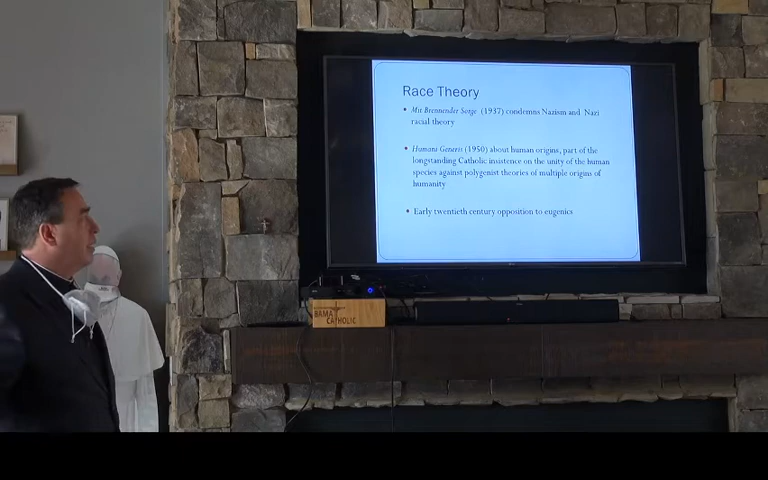 Race Theory
• Mit Brennender Sorge (1937) condemns Nazism and Nazi
racial theory
• Humani Generis (1950) about human origins, part of the
longstanding Catholic insistence on the unity of the human
species against polygenist theories of multiple origins of
humanity
• Early twentieth century opposition to eugenics
BAMA
CATHOLIC